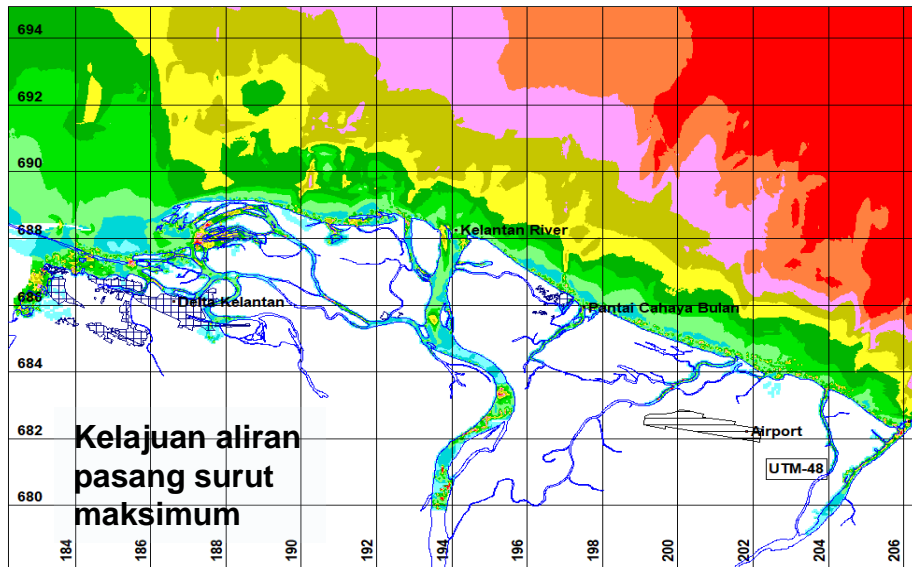 694
692
690
688
Kelantan River
686
Delta Kelantan
Pantai Cahaya Bulan
684
682
Airport
Kelajuan aliran
pasang surut
maksimum
UTM-48
680
184
186
188
190
192
194
196
198
200
202
204
206